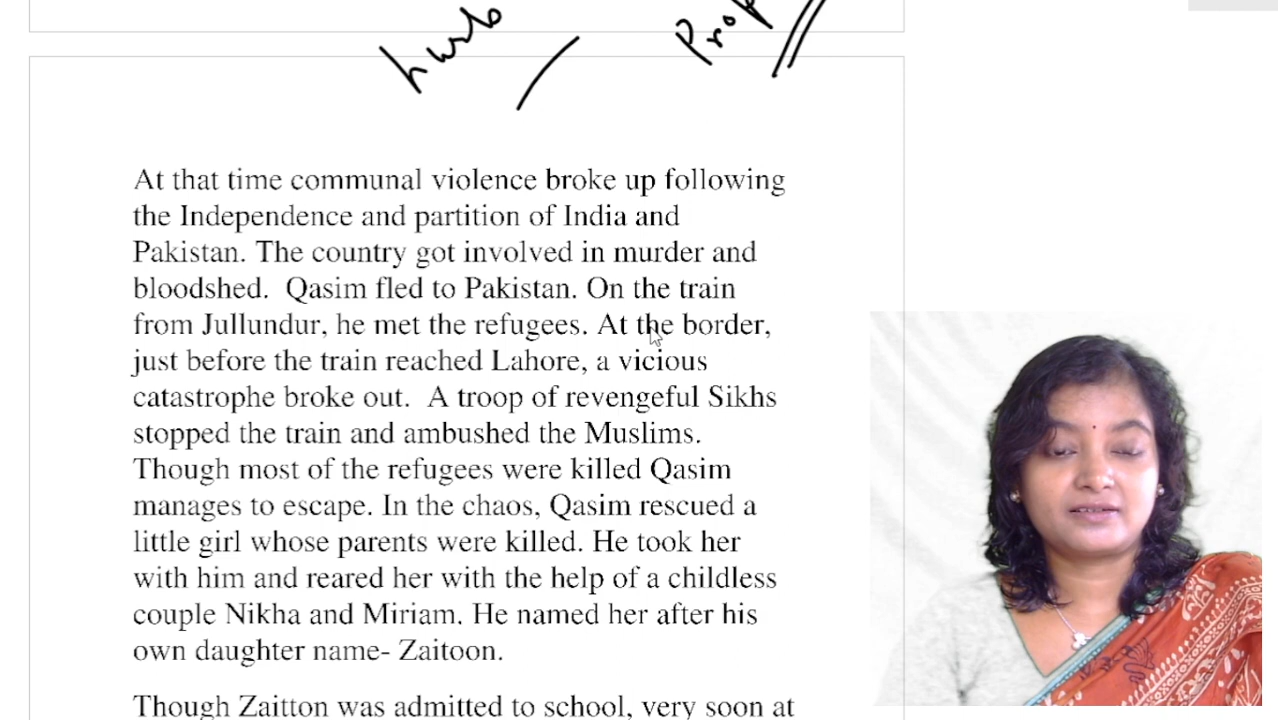 At that time communal violence broke up following
the Independence and partition of India and
Pakistan. The country got involved in murder and
bloodshed.  Qasim fled to Pakistan. On the train
from Jullundur, he met the refugees. At the border,
just before the train reached Lahore, a vicious
catastrophe broke out.  A troop of revengeful Sikhs
stopped the train and ambushed the Muslims.
Though most of the refugees were killed Qasim
manages to escape. In the chaos, Qasim rescued a
little girl whose parents were killed. He took her
with him and reared her with the help of a childless
couple Nikha and Miriam. He named her after his
own daughter name- Zaitoon.
Though Zaitton was admitted to school, very soon at